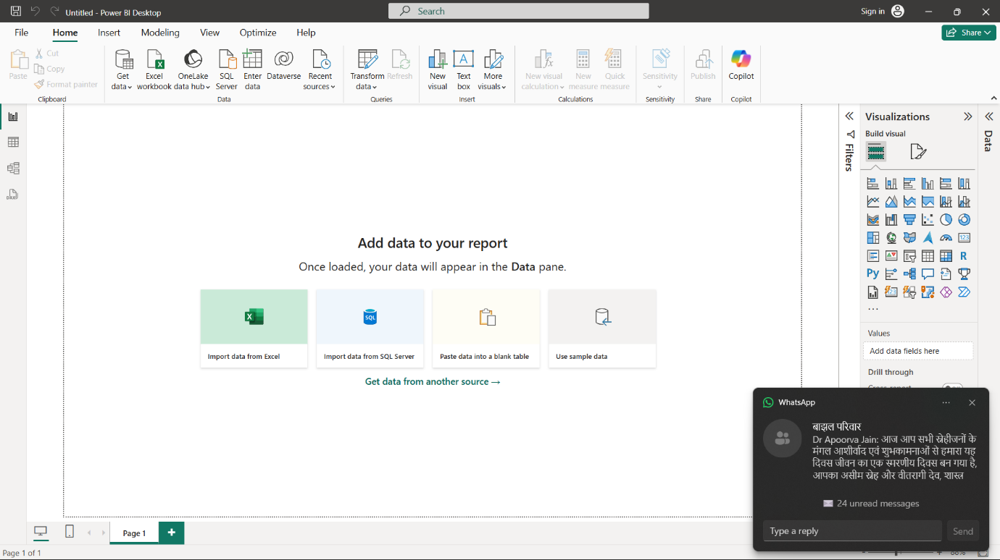 Untitled - Power BI Desktop
Search
Sign in
File Home Insert Modeling View Optimize Help
Share
Paste
Cut
Copy
Format painter
Clipboard
Get data
Excel workbook
OneLake data hub
SQL Server
Enter data
Dataverse
Recent sources
Data
Transform data
Refresh
Queries
New visual
Text box
More visuals
Insert
New visual calculation
New measure
Quick measure
Calculations
Sensitivity
Sensitivity
Publish
Share
Copilot
Copilot
DAX
Add data to your report
Once loaded, your data will appear in the Data pane.
X
SQL
Import data from Excel
Import data from SQL Server
Paste data into a blank table
Use sample data
Get data from another source →
Filters
Visualizations
Data
Build visual
123
R
Py
123
...
Values
Add data fields here
Drill through
Cross-report
WhatsApp
बाझल परिवार
Dr Apoorva Jain: आज आप सभी स्नेहीजनों के
मंगल आशीर्वाद एवं शुभकामनाओं से हमारा यह
दिवस जीवन का एक स्मरणीय दिवस बन गया है,
आपका असीम स्नेह और वीतरागी देव, शास्त्र
24 unread messages
Type a reply
Send
Page 1
+
Page 1 of 1